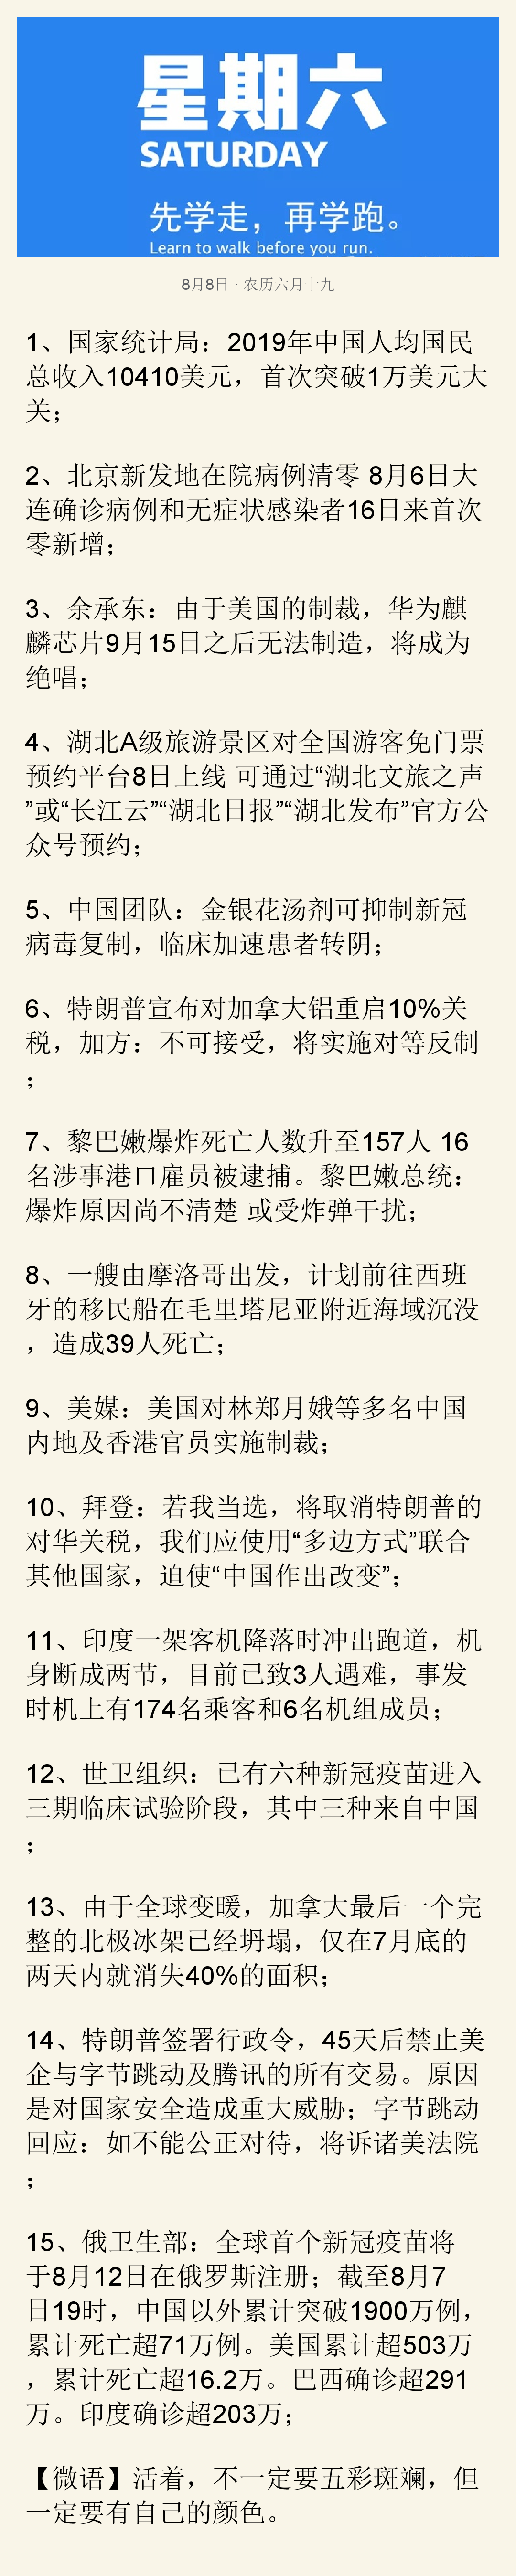 星期六
SATURDAY
先学走，再学跑。
Learn to walk before you run.
8月8日 · 农历六月十九
1、国家统计局：2019年中国人均国民
总收入10410美元，首次突破1万美元大
关；
2、北京新发地在院病例清零 8月6日大
连确诊病例和无症状感染者16日来首次
零新增；
3、余承东：由于美国的制裁，华为麒
麟芯片9月15日之后无法制造，将成为
绝唱；
4、湖北A级旅游景区对全国游客免门票
预约平台8日上线 可通过“湖北文旅之声
”或“长江云”“湖北日报”“湖北发布”官方公
众号预约；
5、中国团队：金银花汤剂可抑制新冠
病毒复制，临床加速患者转阴；
6、特朗普宣布对加拿大铝重启10%关
税，加方：不可接受，将实施对等反制
；
7、黎巴嫩爆炸死亡人数升至157人 16
名涉事港口雇员被逮捕。黎巴嫩总统：
爆炸原因尚不清楚 或受炸弹干扰；
8、一艘由摩洛哥出发，计划前往西班
牙的移民船在毛里塔尼亚附近海域沉没
，造成39人死亡；
9、美媒：美国对林郑月娥等多名中国
内地及香港官员实施制裁；
10、拜登：若我当选，将取消特朗普的
对华关税，我们应使用“多边方式”联合
其他国家，迫使“中国作出改变”；
11、印度一架客机降落时冲出跑道，机
身断成两节，目前已致3人遇难，事发
时机上有174名乘客和6名机组成员；
12、世卫组织：已有六种新冠疫苗进入
三期临床试验阶段，其中三种来自中国
；
13、由于全球变暖，加拿大最后一个完
整的北极冰架已经坍塌，仅在7月底的
两天内就消失40%的面积；
14、特朗普签署行政令，45天后禁止美
企与字节跳动及腾讯的所有交易。原因
是对国家安全造成重大威胁；字节跳动
回应：如不能公正对待，将诉诸美法院
；
15、俄卫生部：全球首个新冠疫苗将
于8月12日在俄罗斯注册；截至8月7
日19时，中国以外累计突破1900万例，
累计死亡超71万例。美国累计超503万
，累计死亡超16.2万。巴西确诊超291
万。印度确诊超203万；
【微语】活着，不一定要五彩斑斓，但
一定要有自己的颜色。